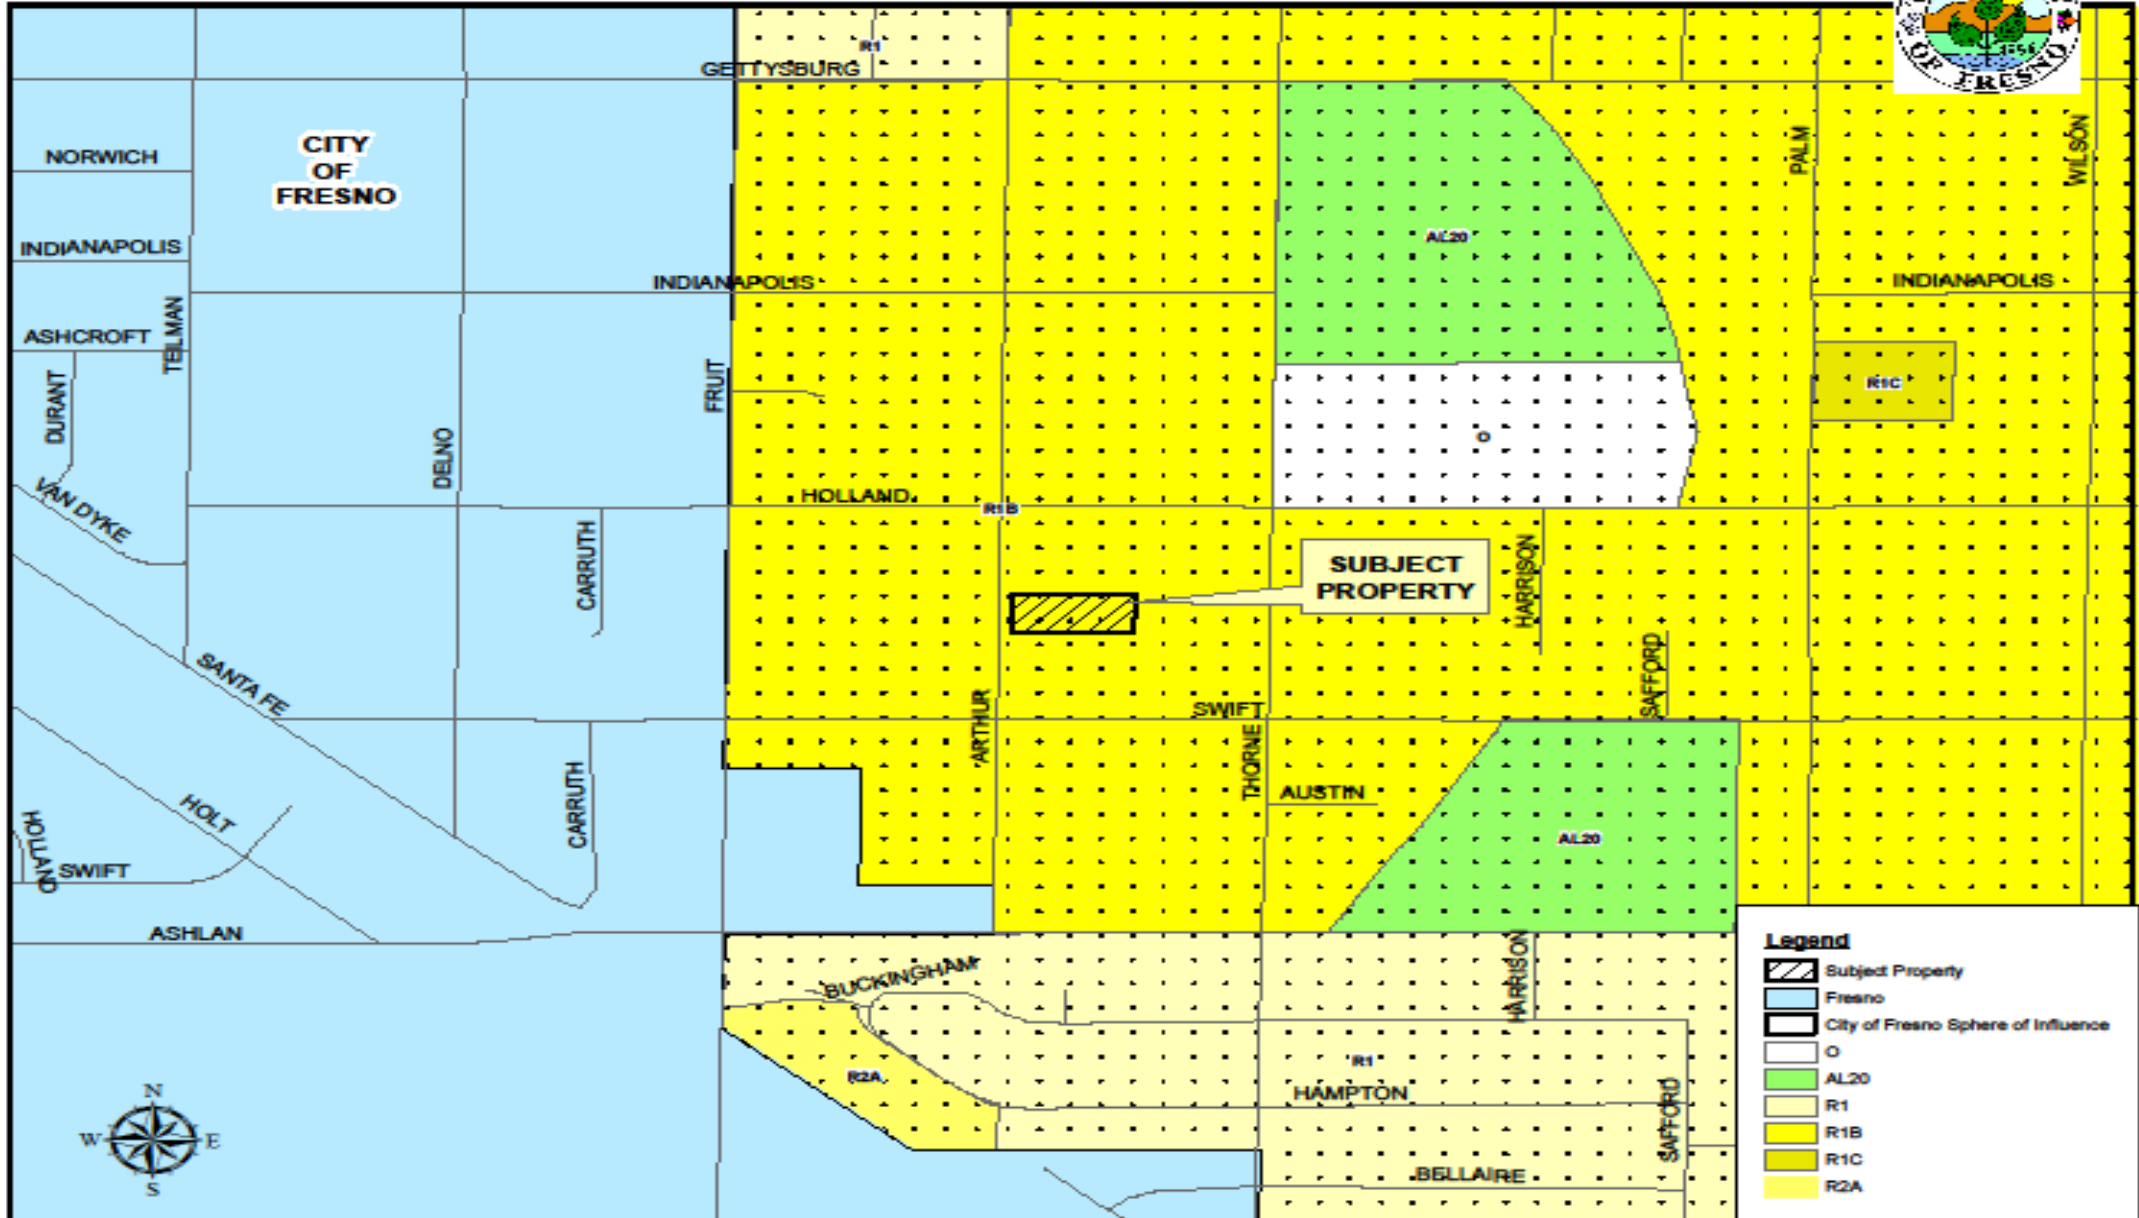 OF FRESNO
R1
GETTYSBURG
CITY
OF
FRESNO
NORWICH
PALM
WILSON
INDIANAPOLIS
AL20
INDIANAPOLIS
INDIANAPOLIS
ASHCROFT
TEILMAN
DURANT
FRUIT
R1C
DELNO
O
VAN DYKE
HOLLAND
R1B
CARRUTH
HARRISON
SUBJECT
PROPERTY
SAFFORD
SANTA FE
ARTHUR
SWIFT
THORNE
CARRUTH
AUSTIN
HOLT
HOLLAND
SWIFT
AL20
ASHLAN
BUCKINGHAM
HARRISON
R1
R2A
HAMPTON
SAFFORD
BELLAIRE
N
W
E
S
Legend
Subject Property
Fresno
City of Fresno Sphere of Influence
O
AL20
R1
R1B
R1C
R2A